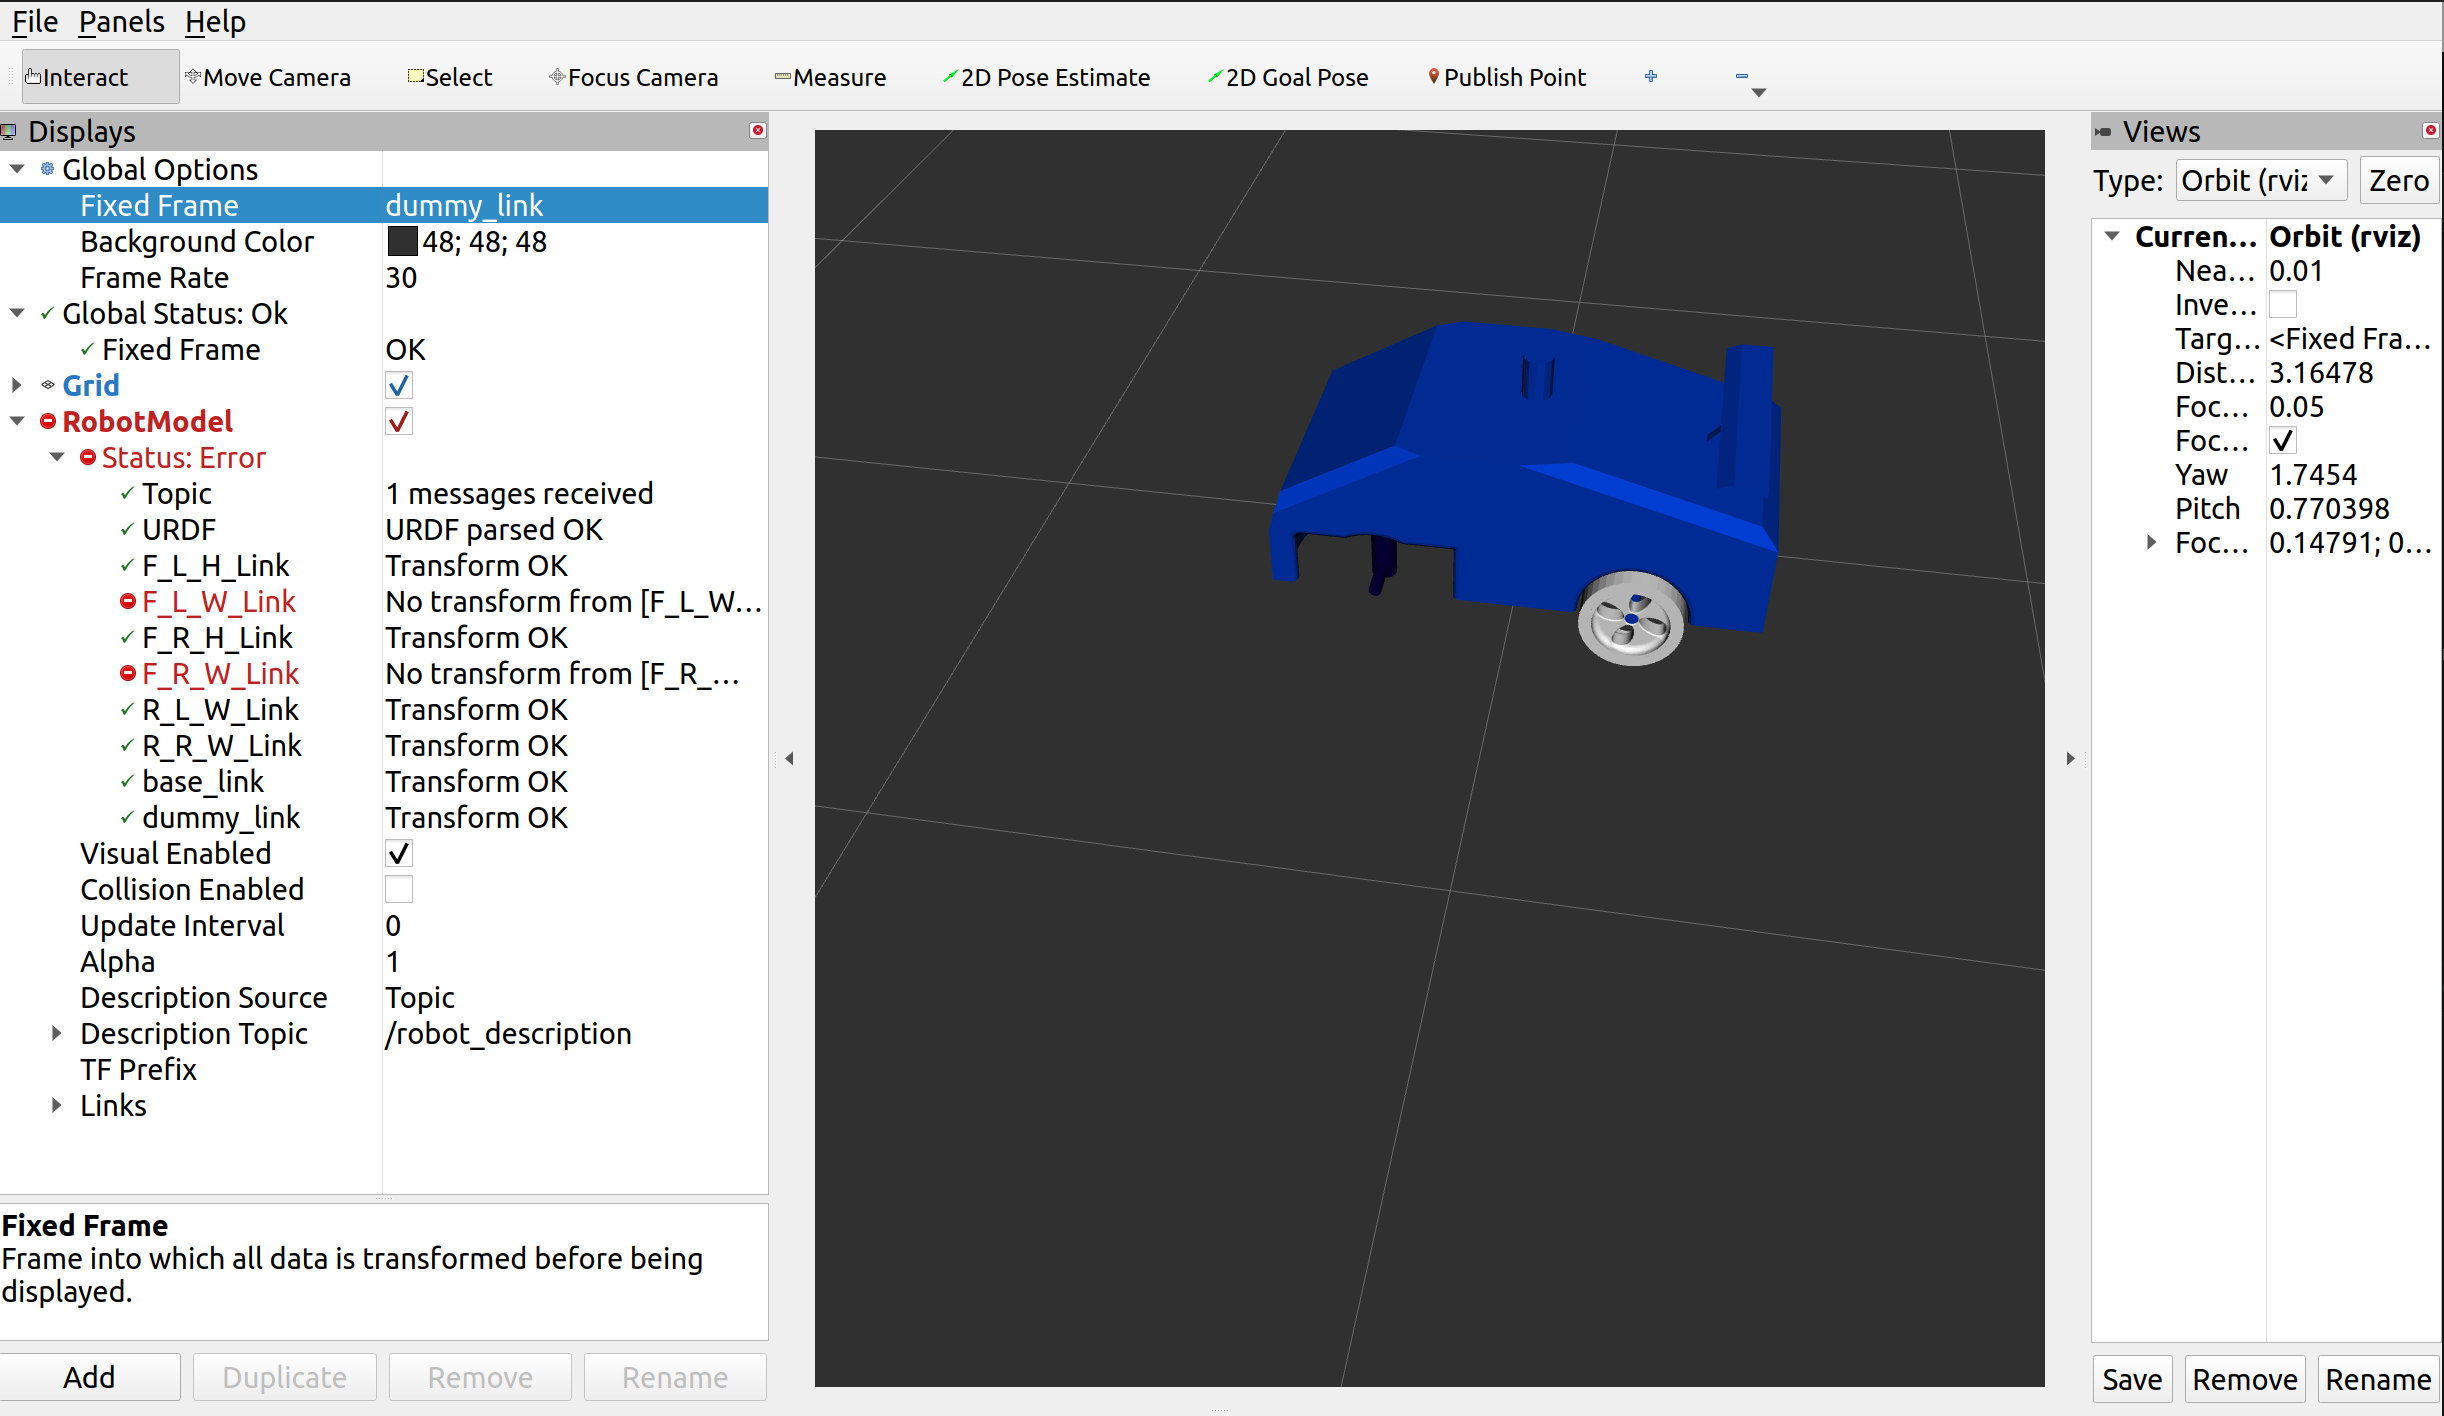 File Panels Help
Interact Move Camera Select Focus Camera Measure 2D Pose Estimate 2D Goal Pose Publish Point
Displays
Global Options
Fixed Frame dummy_link
Background Color 48; 48; 48
Frame Rate 30
Global Status: Ok
Fixed Frame OK
Grid
RobotModel
Status: Error
Topic 1 messages received
URDF URDF parsed OK
F_L_H_Link Transform OK
F_L_W_Link No transform from [F_L_W...
F_R_H_Link Transform OK
F_R_W_Link No transform from [F_R_...
R_L_W_Link Transform OK
R_R_W_Link Transform OK
base_link Transform OK
dummy_link Transform OK
Visual Enabled
Collision Enabled
Update Interval 0
Alpha 1
Description Source Topic
Description Topic /robot_description
TF Prefix
Links
Fixed Frame
Frame into which all data is transformed before being
displayed.
Add Duplicate Remove Rename
Views
Type: Orbit (rviz Zero
Curren... Orbit (rviz)
Nea... 0.01
Inve...
Targ... <Fixed Fra...
Dist... 3.16478
Foc... 0.05
Foc...
Yaw 1.7454
Pitch 0.770398
Foc... 0.14791; 0...
Save Remove Rename